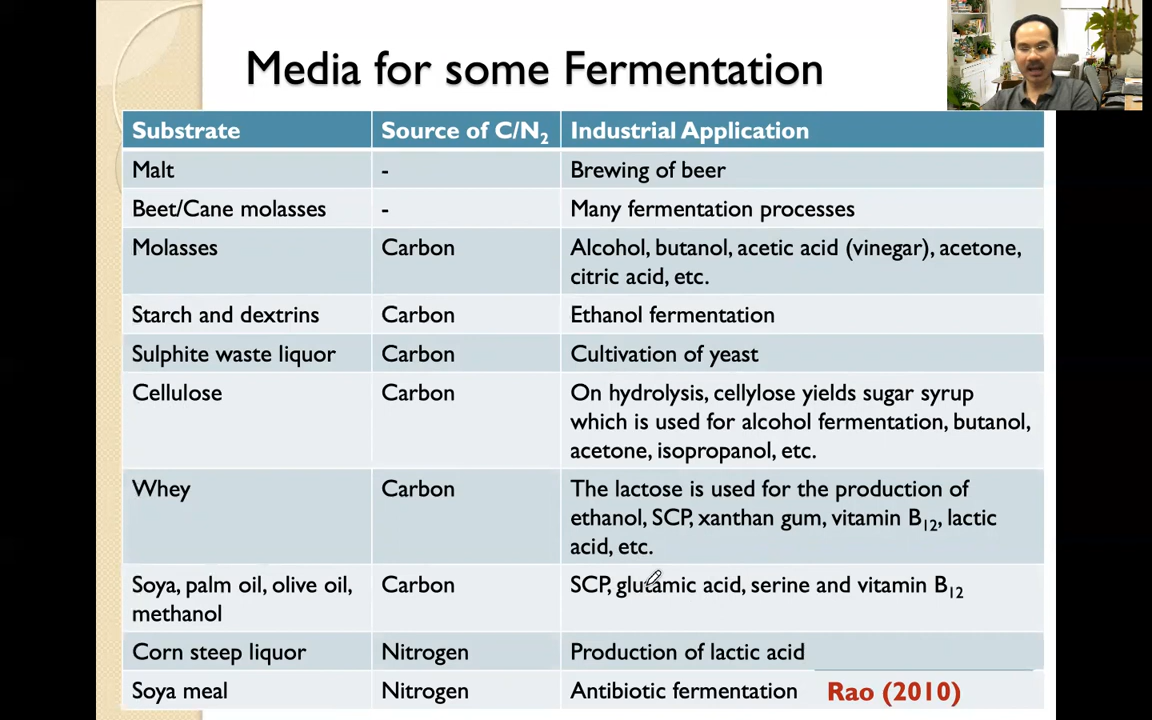 Media for some Fermentation
Substrate Source of C/N2 Industrial Application
Malt - Brewing of beer
Beet/Cane molasses - Many fermentation processes
Molasses Carbon Alcohol, butanol, acetic acid (vinegar), acetone,
citric acid, etc.
Starch and dextrins Carbon Ethanol fermentation
Sulphite waste liquor Carbon Cultivation of yeast
Cellulose Carbon On hydrolysis, cellylose yields sugar syrup
which is used for alcohol fermentation, butanol,
acetone, isopropanol, etc.
Whey Carbon The lactose is used for the production of
ethanol, SCP, xanthan gum, vitamin B12, lactic
acid, etc.
Soya, palm oil, olive oil, Carbon SCP, glutamic acid, serine and vitamin B12
methanol
Corn steep liquor Nitrogen Production of lactic acid
Soya meal Nitrogen Antibiotic fermentation Rao (2010)